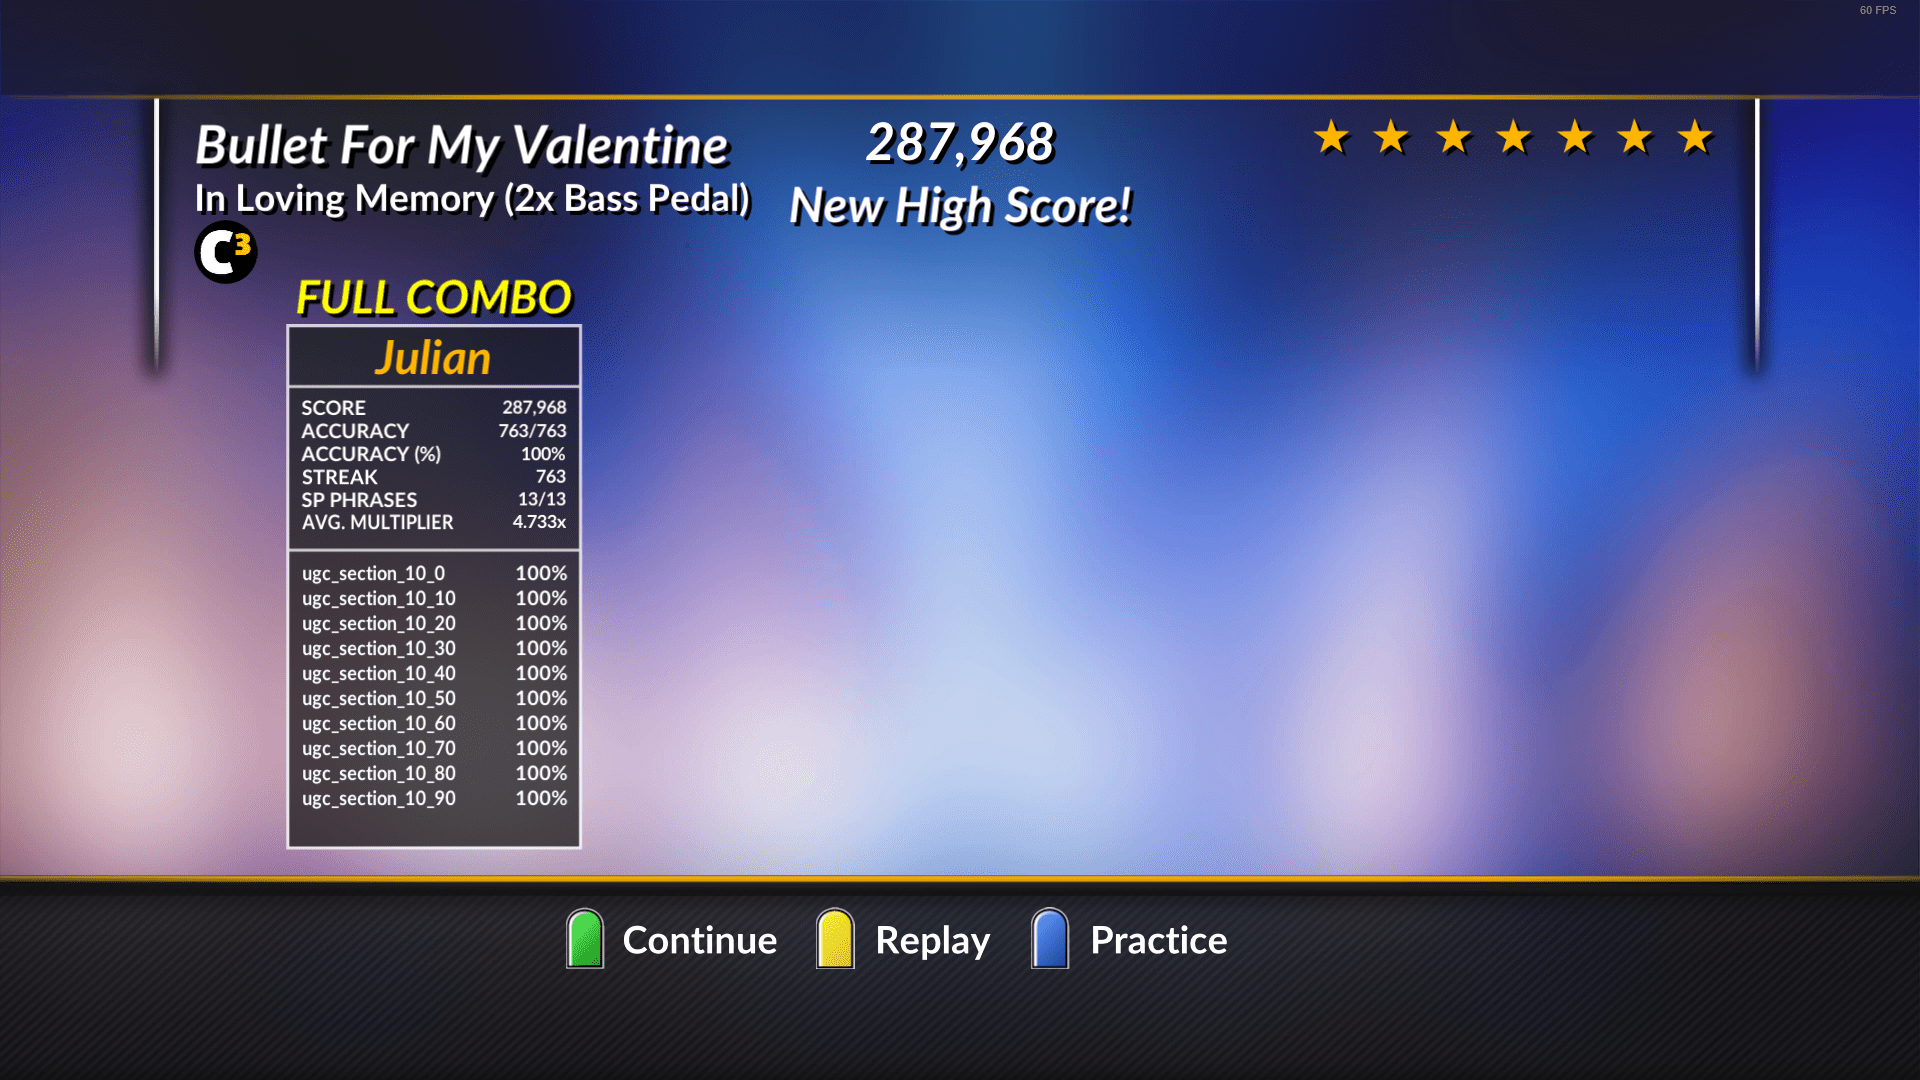 60 FPS
Bullet For My Valentine
287,968
In Loving Memory (2x Bass Pedal)
New High Score!
C3
FULL COMBO
Julian
SCORE 287,968
ACCURACY 763/763
ACCURACY (%) 100%
STREAK 763
SP PHRASES 13/13
AVG. MULTIPLIER 4.733x
ugc_section_10_0 100%
ugc_section_10_10 100%
ugc_section_10_20 100%
ugc_section_10_30 100%
ugc_section_10_40 100%
ugc_section_10_50 100%
ugc_section_10_60 100%
ugc_section_10_70 100%
ugc_section_10_80 100%
ugc_section_10_90 100%
Continue Replay Practice